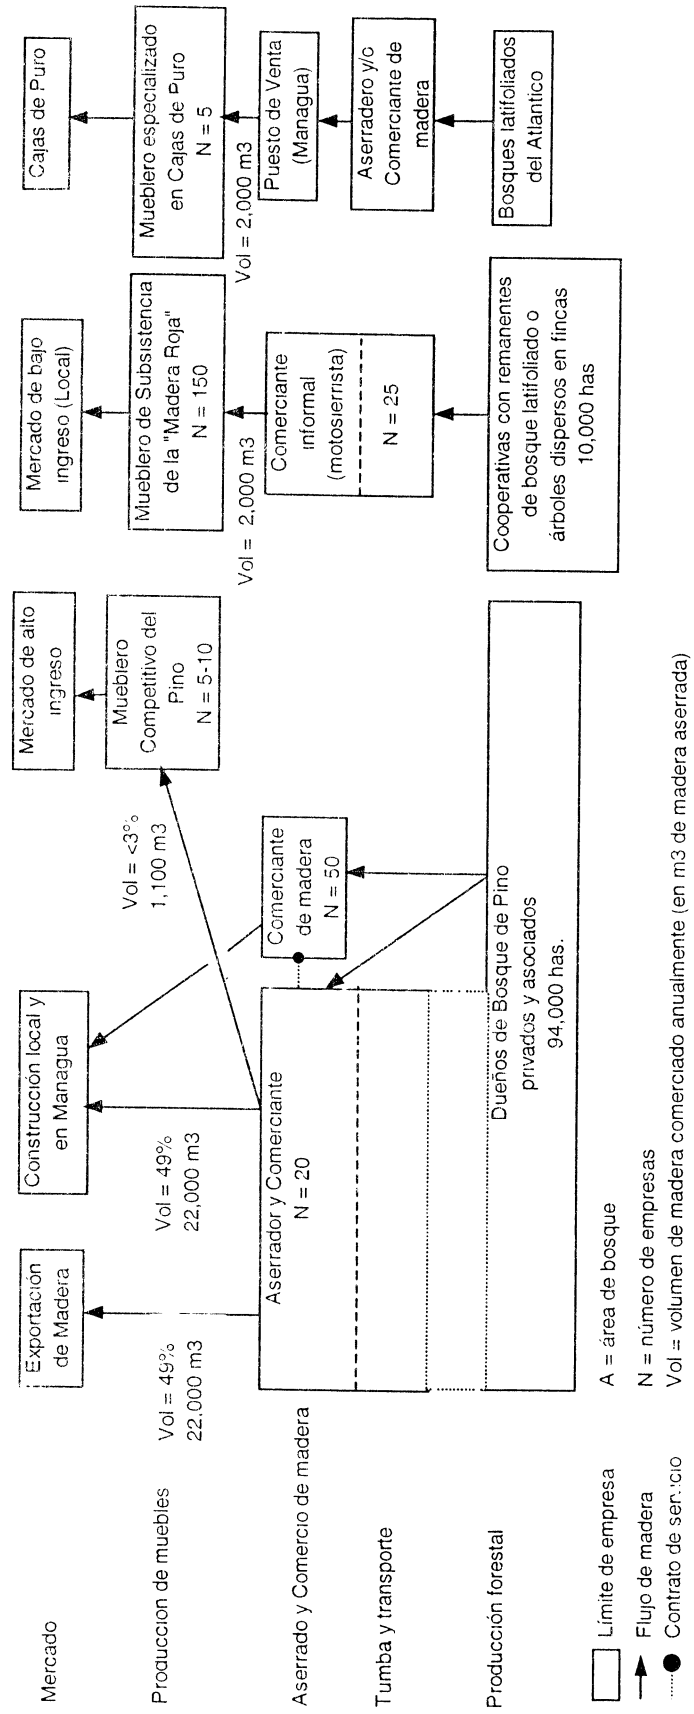 Mercado
Exportación
de Madera
Construcción local y
en Managua
Mercado de alto
ingreso
Mercado de bajo
ingreso (Local)
Cajas de Puro
Produccion de muebles
Vol = 49%
22,000 m3
Vol = 49%
22,000 m3
Vol = <3%
1,100 m3
Mueblero
Competitivo del
Pino
N = 5-10
Mueblero de Subsistencia
de la "Madera Roja"
N = 150
Mueblero especializado
en Cajas de Puro
N = 5
Vol = 2,000 m3
Vol = 2,000 m3
Aserrado y Comercio de madera
Aserrador y Comerciante
N = 20
Comerciante
de madera
N = 50
Comerciante
informal
(motosierrista)
N = 25
Puesto de Venta
(Managua)
Tumba y transporte
Aserradero y/o
Comerciante de
madera
Producción forestal
Dueños de Bosque de Pino
privados y asociados
94,000 has.
Cooperativas con remanentes
de bosque latifoliado o
árboles dispersos en fincas
10,000 has
Bosques latifoliados
del Atlantico
Límite de empresa
Flujo de madera
Contrato de servicio
A = área de bosque
N = número de empresas
Vol = volumen de madera comerciado anualmente (en m3 de madera aserrada)